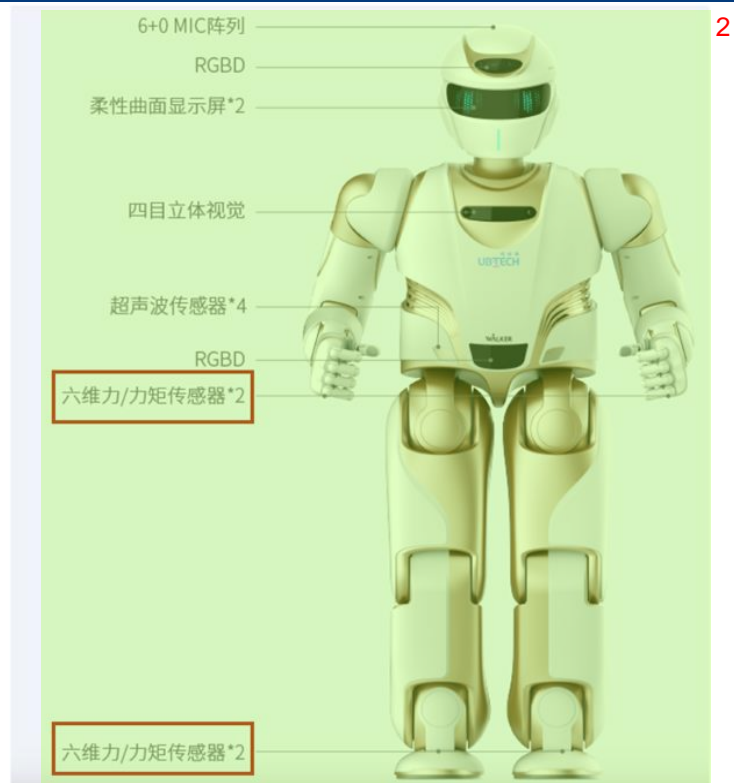 2
6+0 MIC阵列
RGBD
柔性曲面显示屏*2
四目立体视觉
UBTECH
超声波传感器*4
WALKER
RGBD
六维力/力矩传感器*2
六维力/力矩传感器*2